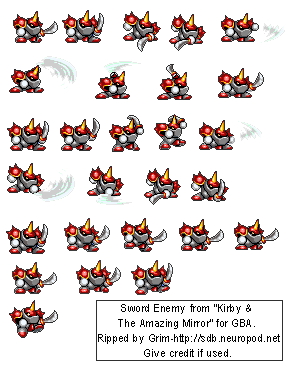 Sword Enemy from "Kirby &
The Amazing Mirror" for GBA.
Ripped by Grim-http://sdb.neuropod.net
Give credit if used.